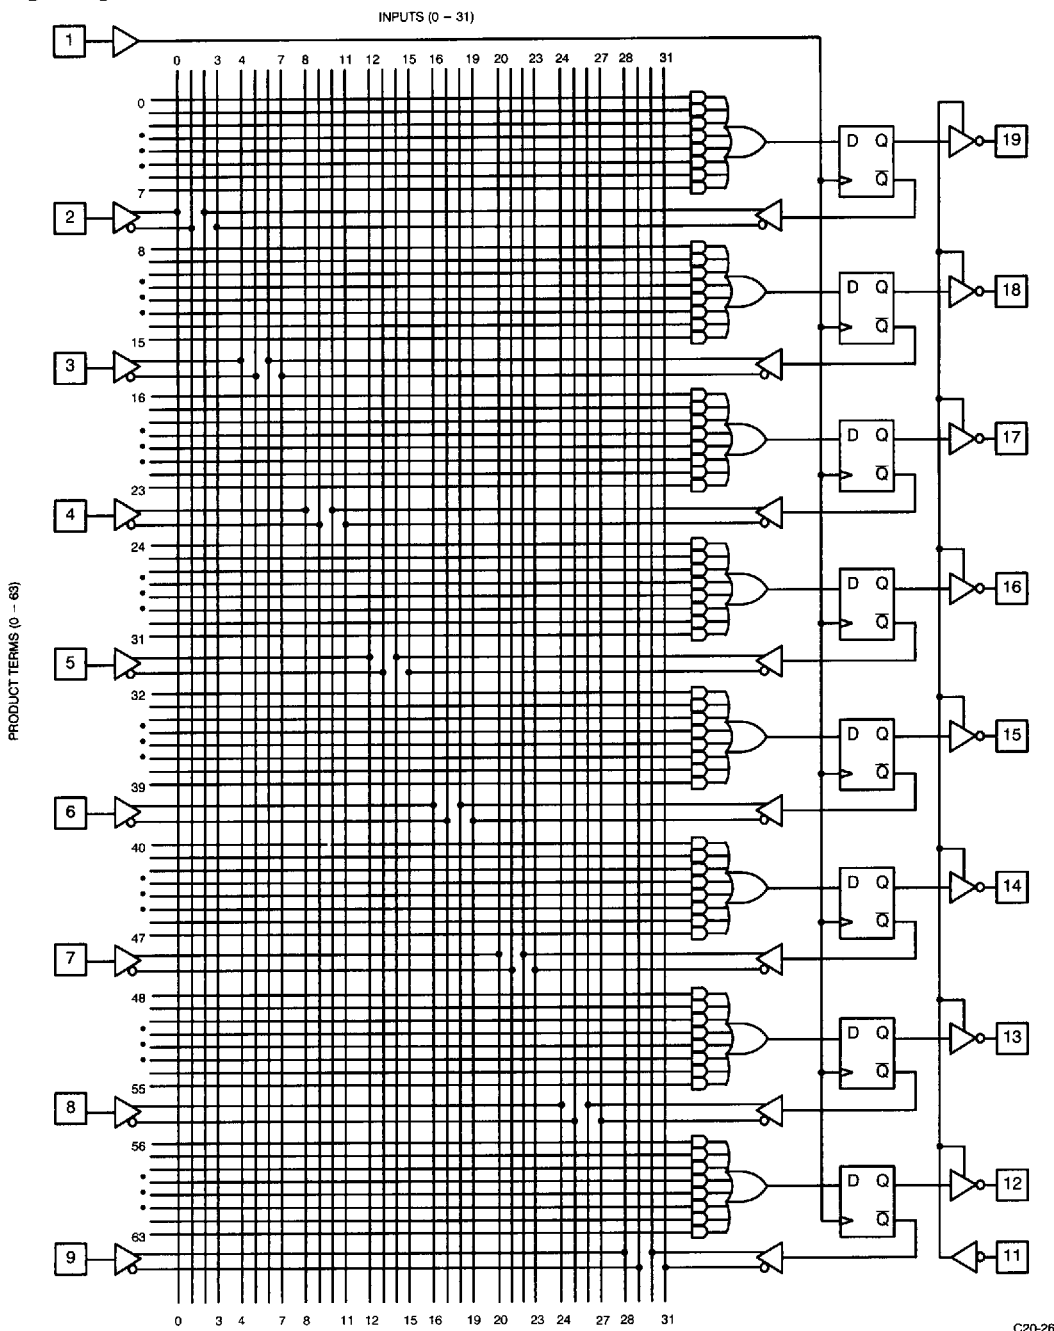 INPUTS (0 – 31)
1
0 3 4 7 8 11 12 15 16 19 20 23 24 27 28 31
0
7
D Q
Q
19
2
8
15
D Q
Q
18
3
16
23
D Q
Q
17
4
24
31
D Q
Q
16
5
PRODUCT TERMS (0 – 63)
32
39
D Q
Q
15
6
40
47
D Q
Q
14
7
48
55
D Q
Q
13
8
56
63
D Q
Q
12
9
11
0 3 4 7 8 11 12 15 16 19 20 23 24 27 28 31
C20-26